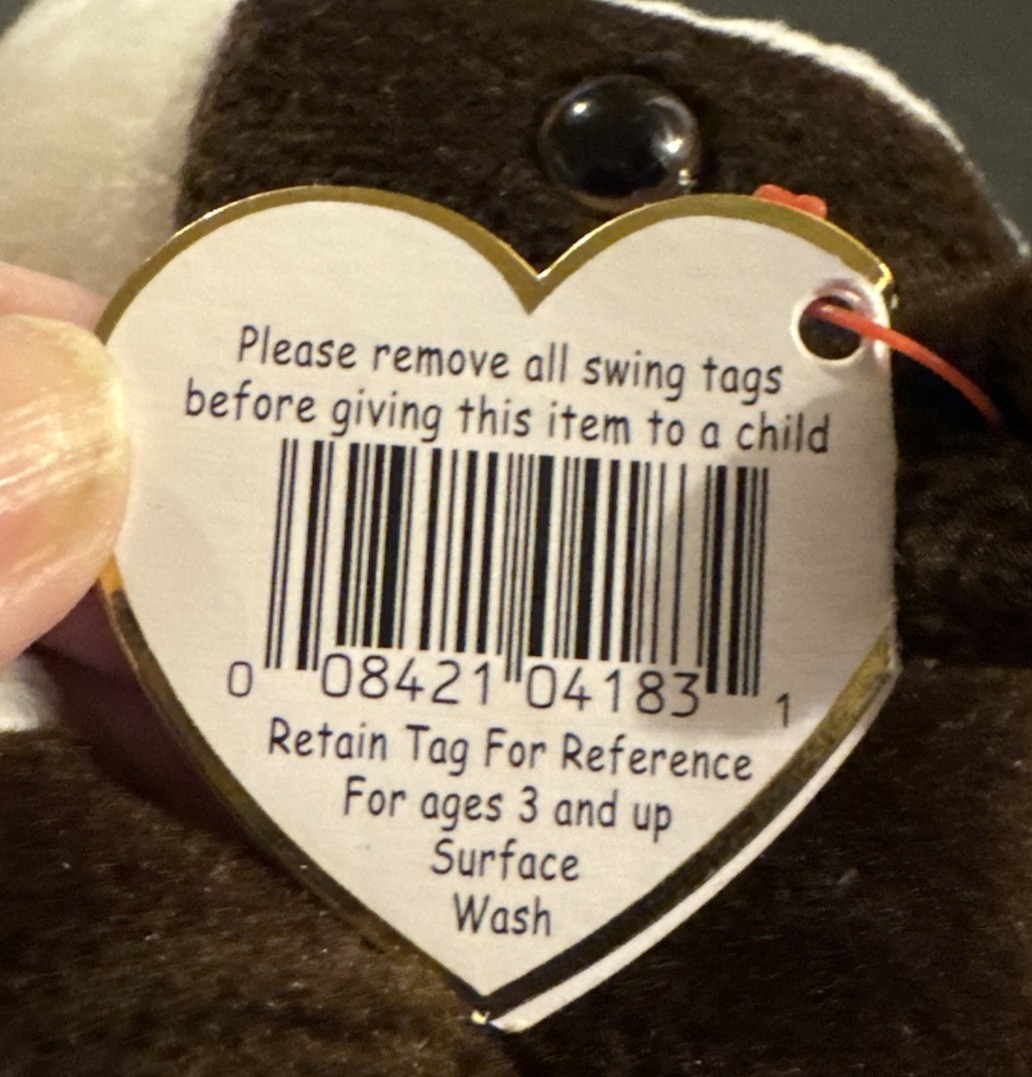 Please remove all swing tags
before giving this item to a child
0 08421 04183 1
Retain Tag For Reference
For ages 3 and up
Surface
Wash